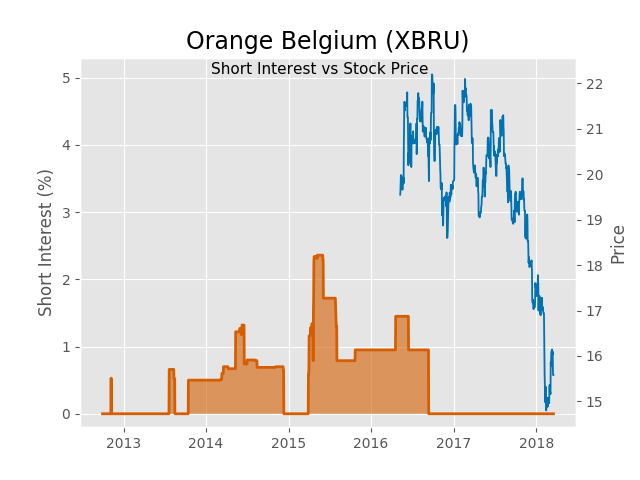 Orange Belgium (XBRU)
Short Interest vs Stock Price
Short Interest (%)
5
4
3
2
1
0
22
21
20
19
18
17
16
15
Price
2013 2014 2015 2016 2017 2018